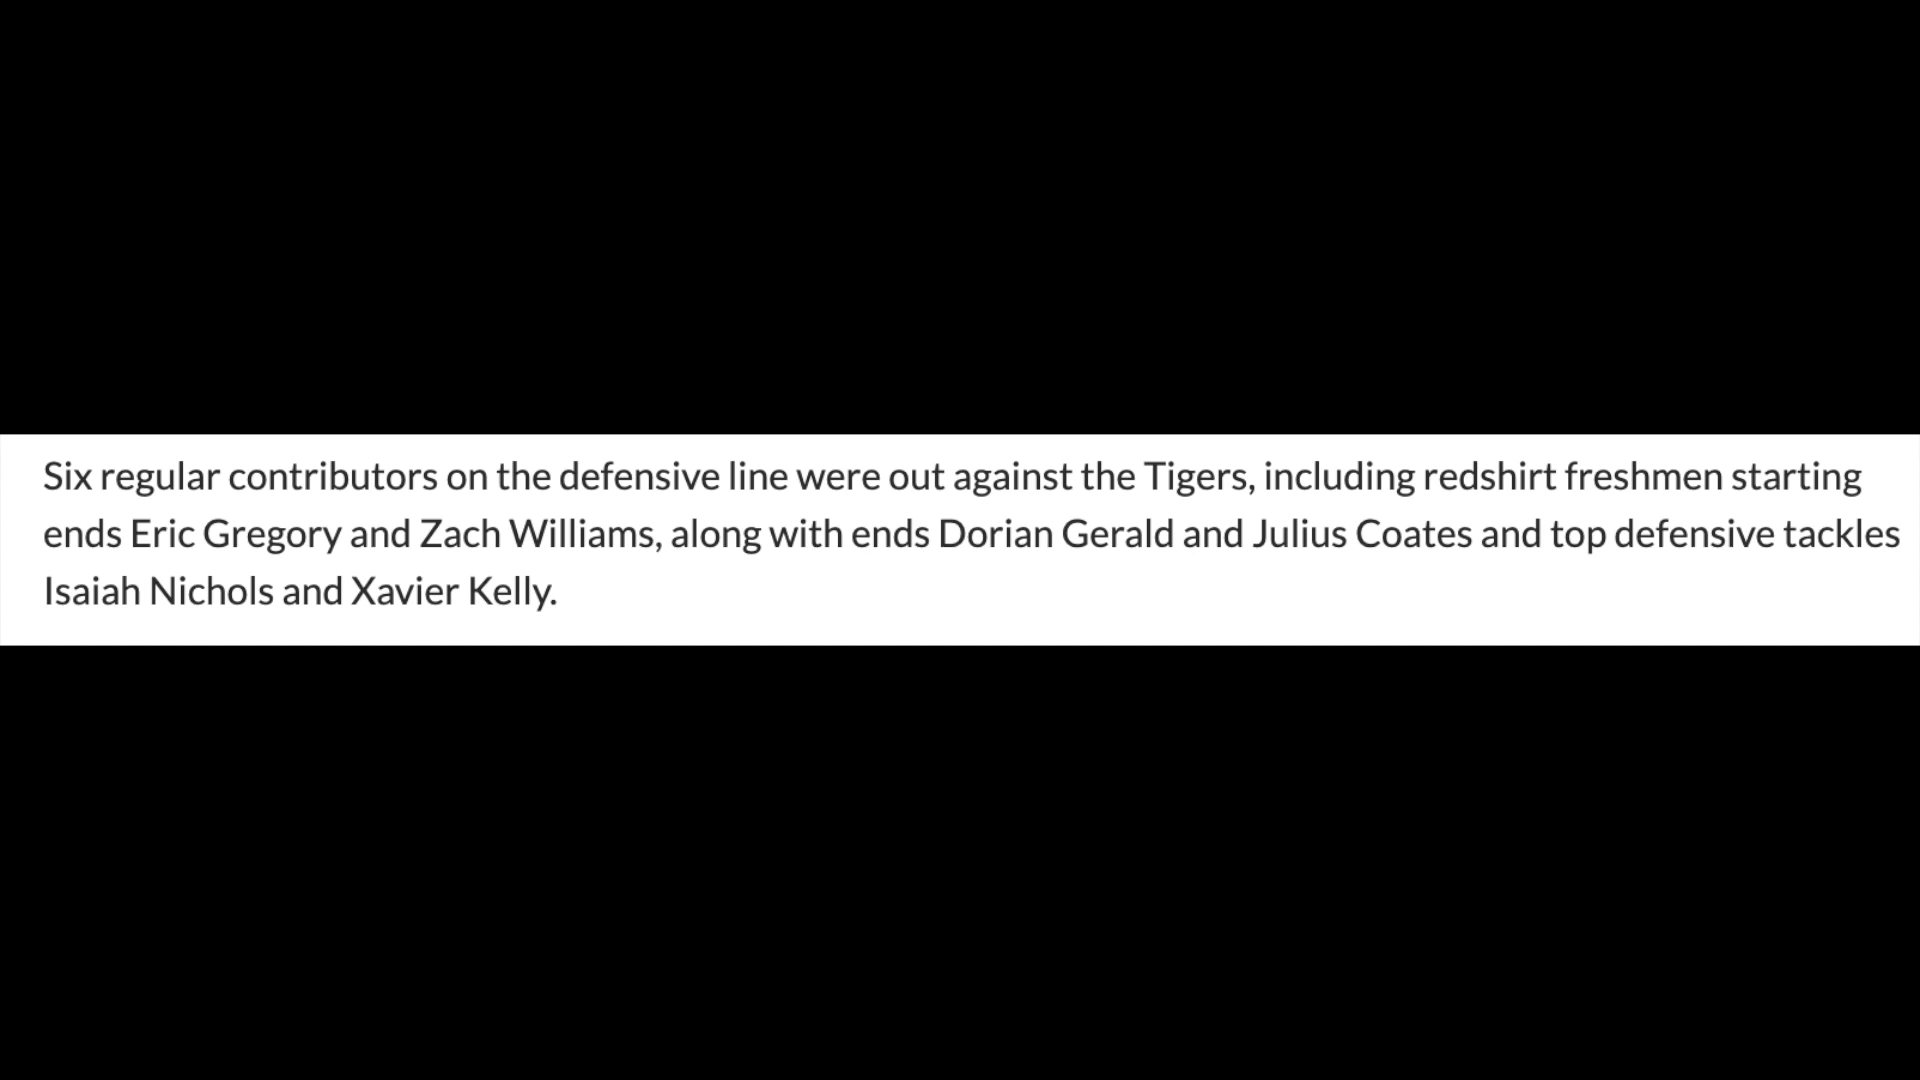 Six regular contributors on the defensive line were out against the Tigers, including redshirt freshmen starting
ends Eric Gregory and Zach Williams, along with ends Dorian Gerald and Julius Coates and top defensive tackles
Isaiah Nichols and Xavier Kelly.